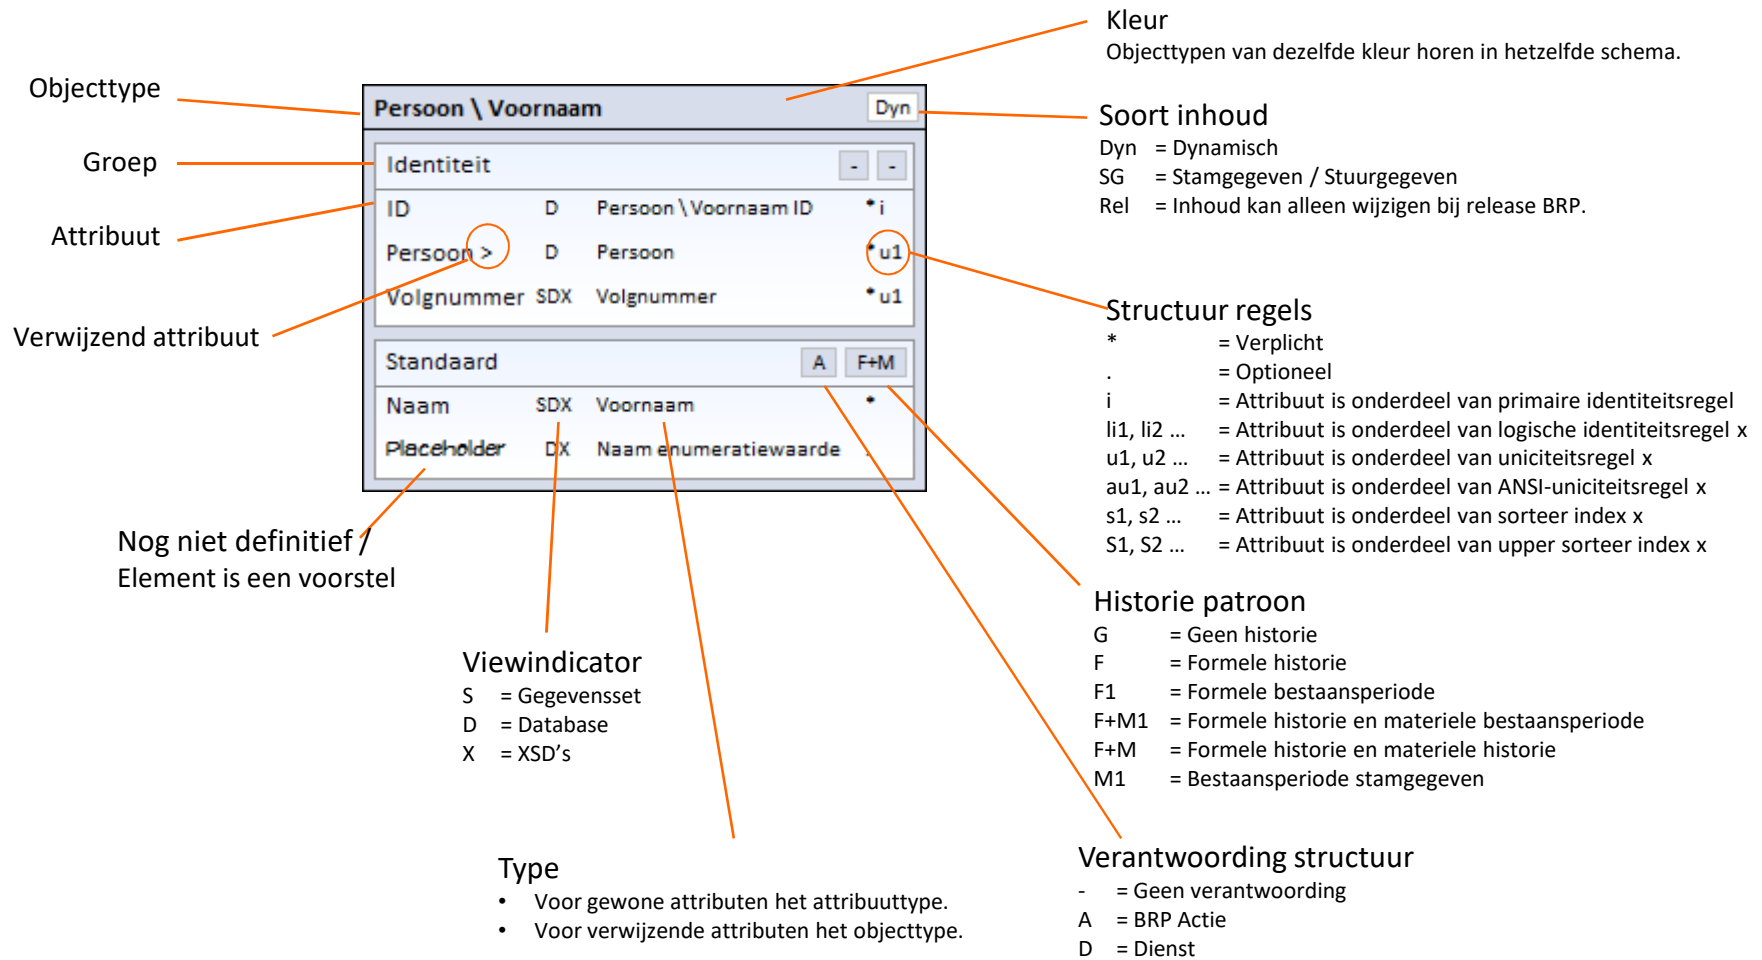 Objecttype
Groep
Attribuut
Verwijzend attribuut
Persoon \ Voornaam Dyn
Identiteit - -
ID D Persoon \ Voornaam ID * i
Persoon > D Persoon * u1
Volgnummer SDX Volgnummer * u1
Standaard A F+M
Naam SDX Voornaam *
Placeholder DX Naam enumeratiewaarde .
Nog niet definitief /
Element is een voorstel
Viewindicator
S = Gegevensset
D = Database
X = XSD’s
Type
• Voor gewone attributen het attribuuttype.
• Voor verwijzende attributen het objecttype.
Kleur
Objecttypen van dezelfde kleur horen in hetzelfde schema.
Soort inhoud
Dyn = Dynamisch
SG = Stamgegeven / Stuurgegeven
Rel = Inhoud kan alleen wijzigen bij release BRP.
Structuur regels
* = Verplicht
. = Optioneel
i = Attribuut is onderdeel van primaire identiteitsregel
li1, li2 ... = Attribuut is onderdeel van logische identiteitsregel x
u1, u2 ... = Attribuut is onderdeel van uniciteitsregel x
au1, au2 ... = Attribuut is onderdeel van ANSI-uniciteitsregel x
s1, s2 ... = Attribuut is onderdeel van sorteer index x
S1, S2 ... = Attribuut is onderdeel van upper sorteer index x
Historie patroon
G = Geen historie
F = Formele historie
F1 = Formele bestaansperiode
F+M1 = Formele historie en materiele bestaansperiode
F+M = Formele historie en materiele historie
M1 = Bestaansperiode stamgegeven
Verantwoording structuur
- = Geen verantwoording
A = BRP Actie
D = Dienst